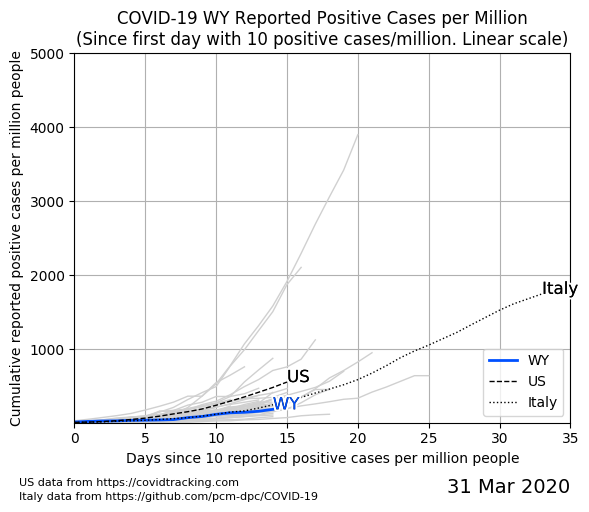 COVID-19 WY Reported Positive Cases per Million
(Since first day with 10 positive cases/million. Linear scale)
Cumulative reported positive cases per million people
5000
4000
3000
2000
1000
Italy
US
WY
WY
US
Italy
0
5
10
15
20
25
30
35
Days since 10 reported positive cases per million people
US data from https://covidtracking.com
Italy data from https://github.com/pcm-dpc/COVID-19
31 Mar 2020